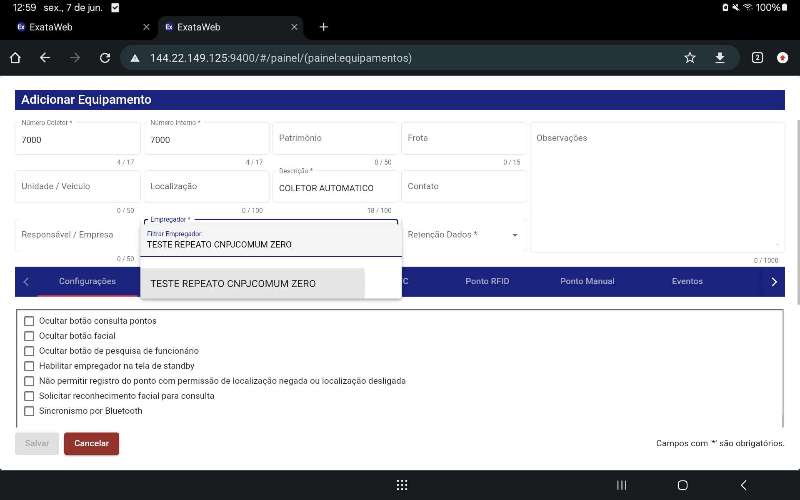 12:59 sex., 7 de jun.
100%
ExataWeb
ExataWeb
144.22.149.125:9400/#/painel/(painel:equipamentos)
2
Adicionar Equipamento
Número Coletor *
Número Interno *
7000
7000
Patrimônio
Frota
Observações
4 / 17
4 / 17
0 / 50
0 / 15
Descrição *
Unidade / Veículo
Localização
COLETOR AUTOMATICO
Contato
0 / 50
0 / 100
18 / 100
Empregador *
Responsável / Empresa
Filtrar Empregador:
TESTE REPEATO CNPJCOMUM ZERO
Retenção Dados *
0 / 50
0 / 1000
TESTE REPEATO CNPJCOMUM ZERO
Configurações
C
Ponto RFID
Ponto Manual
Eventos
Ocultar botão consulta pontos
Ocultar botão facial
Ocultar botão de pesquisa de funcionário
Habilitar empregador na tela de standby
Não permitir registro do ponto com permissão de localização negada ou localização desligada
Solicitar reconhecimento facial para consulta
Sincronismo por Bluetooth
Salvar
Cancelar
Campos com '*' são obrigatórios.